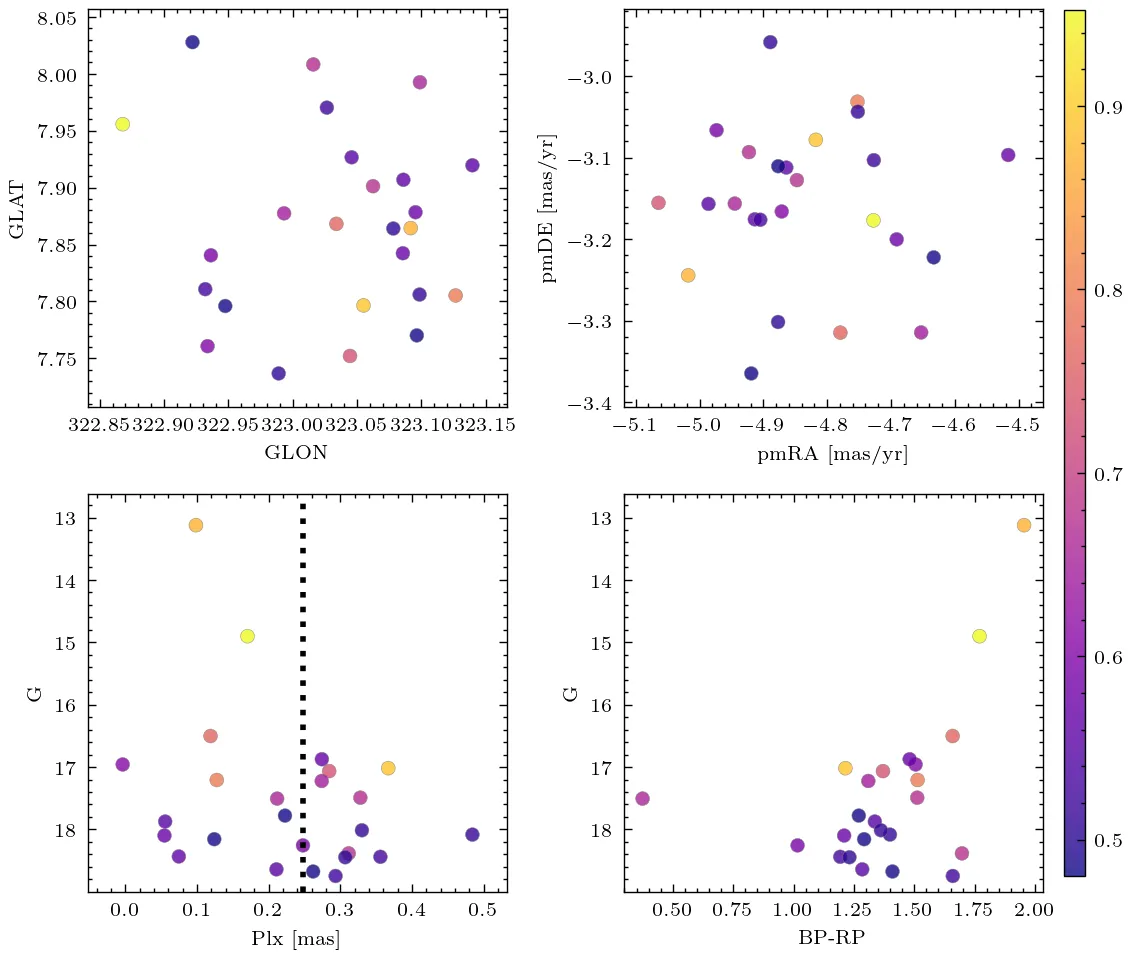 8.05
8.00
7.95
7.90
7.85
7.80
7.75
GLAT
322.85 322.90 322.95 323.00 323.05 323.10 323.15
GLON
−3.0
−3.1
−3.2
−3.3
−3.4
pmDE [mas/yr]
−5.1 −5.0 −4.9 −4.8 −4.7 −4.6 −4.5
pmRA [mas/yr]
13
14
15
16
17
18
G
0.0 0.1 0.2 0.3 0.4 0.5
Plx [mas]
13
14
15
16
17
18
G
0.50 0.75 1.00 1.25 1.50 1.75 2.00
BP-RP
0.9
0.8
0.7
0.6
0.5